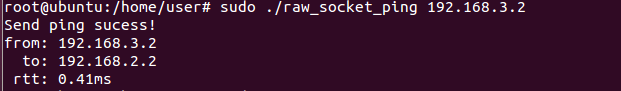 root@ubuntu:/home/user# sudo ./raw_socket_ping 192.168.3.2
Send ping sucess!
from: 192.168.3.2
  to: 192.168.2.2
 rtt: 0.41ms